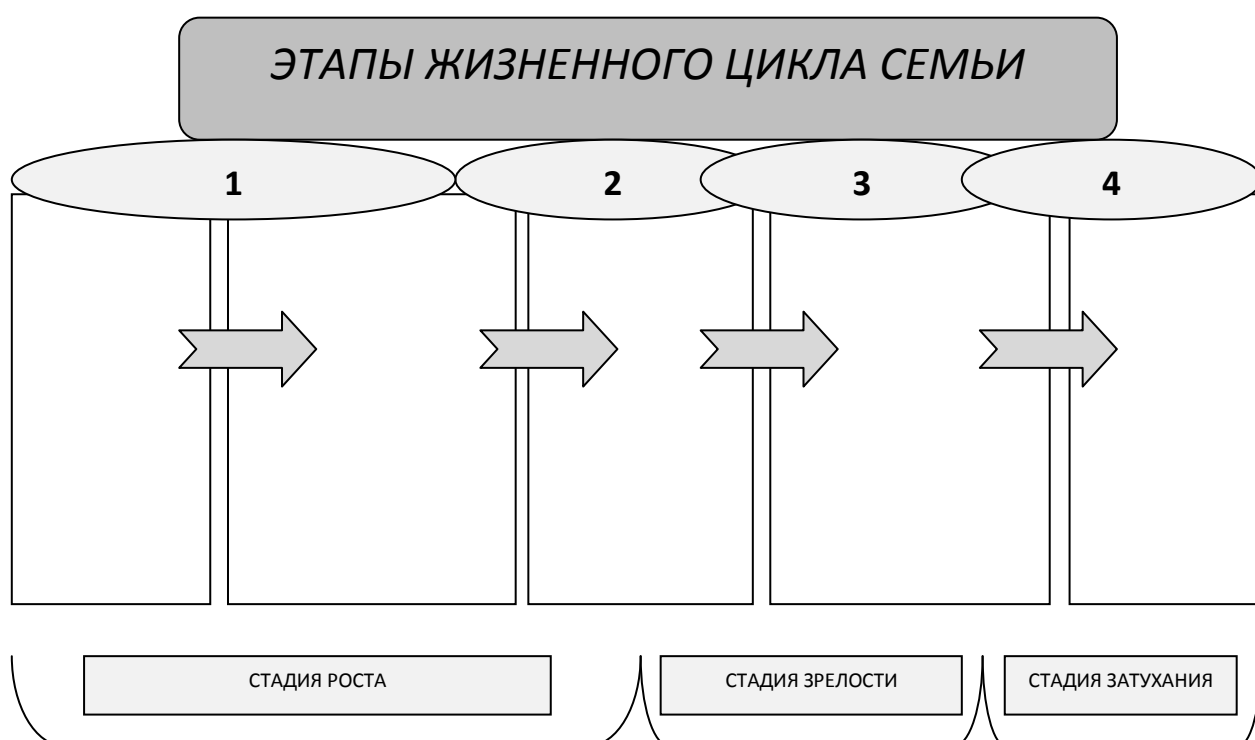 ЭТАПЫ ЖИЗНЕННОГО ЦИКЛА СЕМЬИ
1
2
3
4
СТАДИЯ РОСТА
СТАДИЯ ЗРЕЛОСТИ
СТАДИЯ ЗАТУХАНИЯ